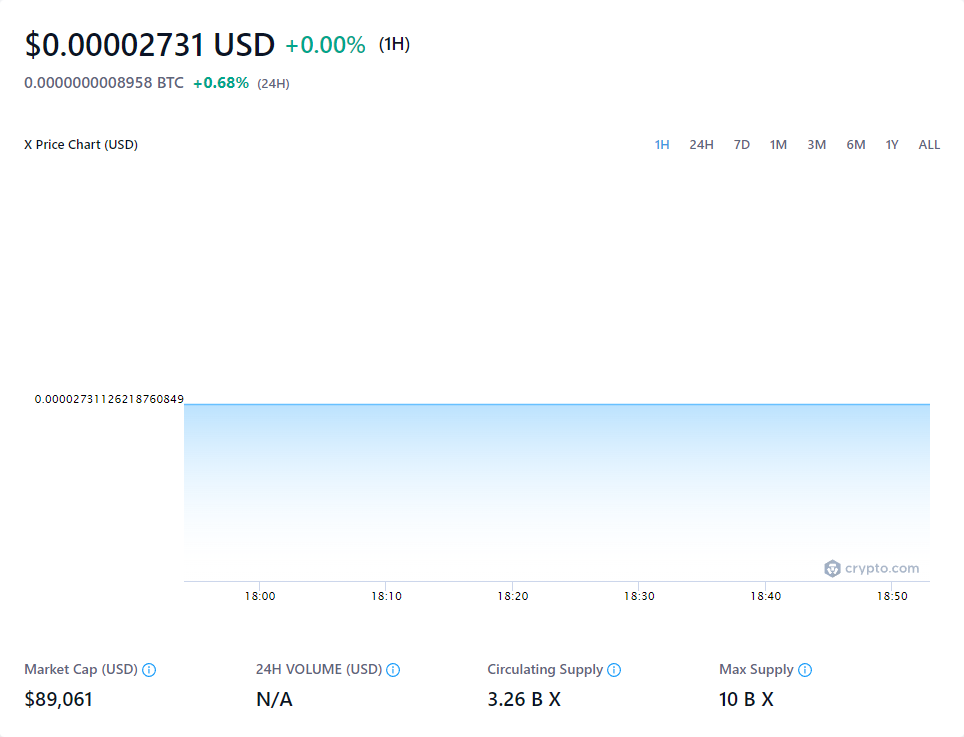 $0.00002731 USD +0.00% (1H)
0.0000000008958 BTC +0.68% (24H)
X Price Chart (USD)
1H 24H 7D 1M 3M 6M 1Y ALL
0.00002731126218760849
crypto.com
18:00 18:10 18:20 18:30 18:40 18:50
Market Cap (USD) 24H VOLUME (USD) Circulating Supply Max Supply
$89,061 N/A 3.26 B X 10 B X